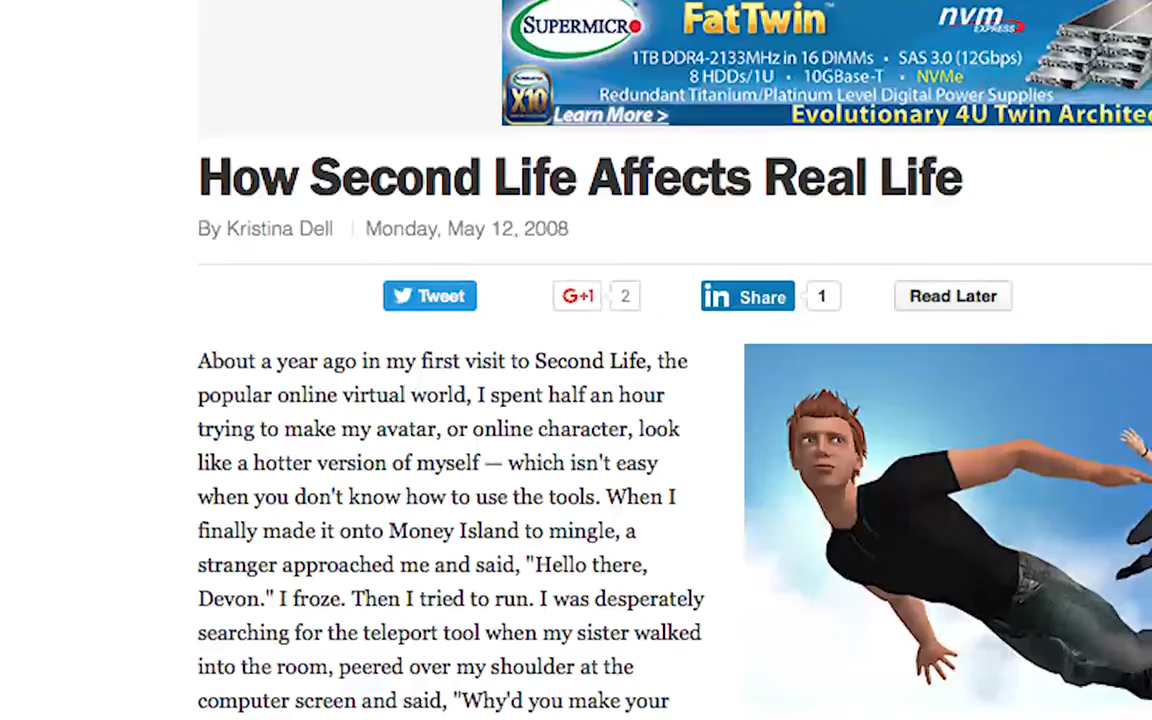 SUPERMICRO
FatTwin™
nvm
EXPRESS
1TB DDR4-2133MHz in 16 DIMMs • SAS 3.0 (12Gbps)
8 HDDs/1U • 10GBase-T • NVMe
Redundant Titanium/Platinum Level Digital Power Supplies
X10
Learn More >
Evolutionary 4U Twin
How Second Life Affects Real Life
By Kristina Dell | Monday, May 12, 2008
Tweet
G+1 2
in Share 1
Read Later
About a year ago in my first visit to Second Life, the
popular online virtual world, I spent half an hour
trying to make my avatar, or online character, look
like a hotter version of myself — which isn't easy
when you don't know how to use the tools. When I
finally made it onto Money Island to mingle, a
stranger approached me and said, "Hello there,
Devon." I froze. Then I tried to run. I was desperately
searching for the teleport tool when my sister walked
into the room, peered over my shoulder at the
computer screen and said, "Why'd you make your